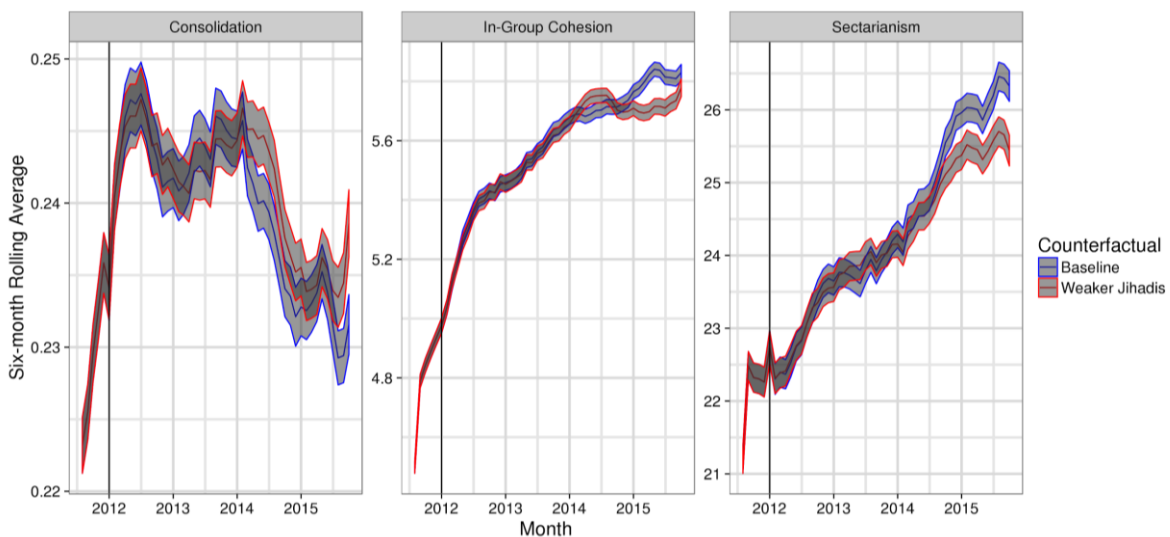 Consolidation
In-Group Cohesion
Sectarianism
Six-month Rolling Average
0.25
0.24
0.23
0.22
5.6
5.2
4.8
26
25
24
23
22
21
2012 2013 2014 2015
2012 2013 2014 2015
2012 2013 2014 2015
Month
Counterfactual
Baseline
Weaker Jihadis